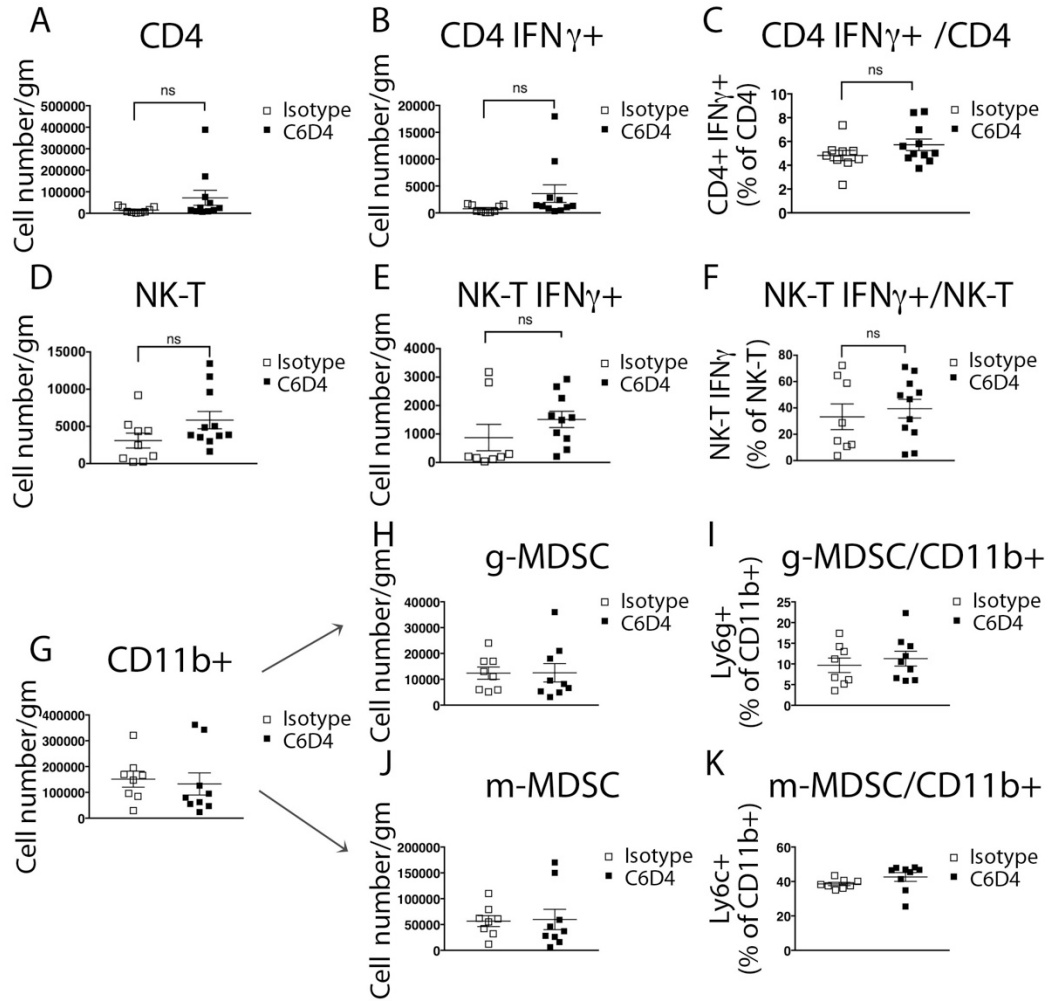 A
CD4
Cell number/gm
500000
400000
300000
200000
100000
0
ns
Isotype
C6D4
B
CD4 IFNγ+
Cell number/gm
20000
15000
10000
5000
0
ns
Isotype
C6D4
C
CD4 IFNγ+ /CD4
CD4+ IFNγ+
(% of CD4)
10
8
6
4
2
0
ns
Isotype
C6D4
D
NK-T
Cell number/gm
15000
10000
5000
0
ns
Isotype
C6D4
E
NK-T IFNγ+
Cell number/gm
4000
3000
2000
1000
0
ns
Isotype
C6D4
F
NK-T IFNγ+/NK-T
NK-T IFNγ
(% of NK-T)
80
60
40
20
0
ns
Isotype
C6D4
G
CD11b+
Cell number/gm
400000
300000
200000
100000
0
Isotype
C6D4
H
g-MDSC
Cell number/gm
40000
30000
20000
10000
0
Isotype
C6D4
I
g-MDSC/CD11b+
Ly6g+
(% of CD11b+)
25
20
15
10
5
0
Isotype
C6D4
J
m-MDSC
Cell number/gm
200000
150000
100000
50000
0
Isotype
C6D4
K
m-MDSC/CD11b+
Ly6c+
(% of CD11b+)
60
40
20
0
Isotype
C6D4